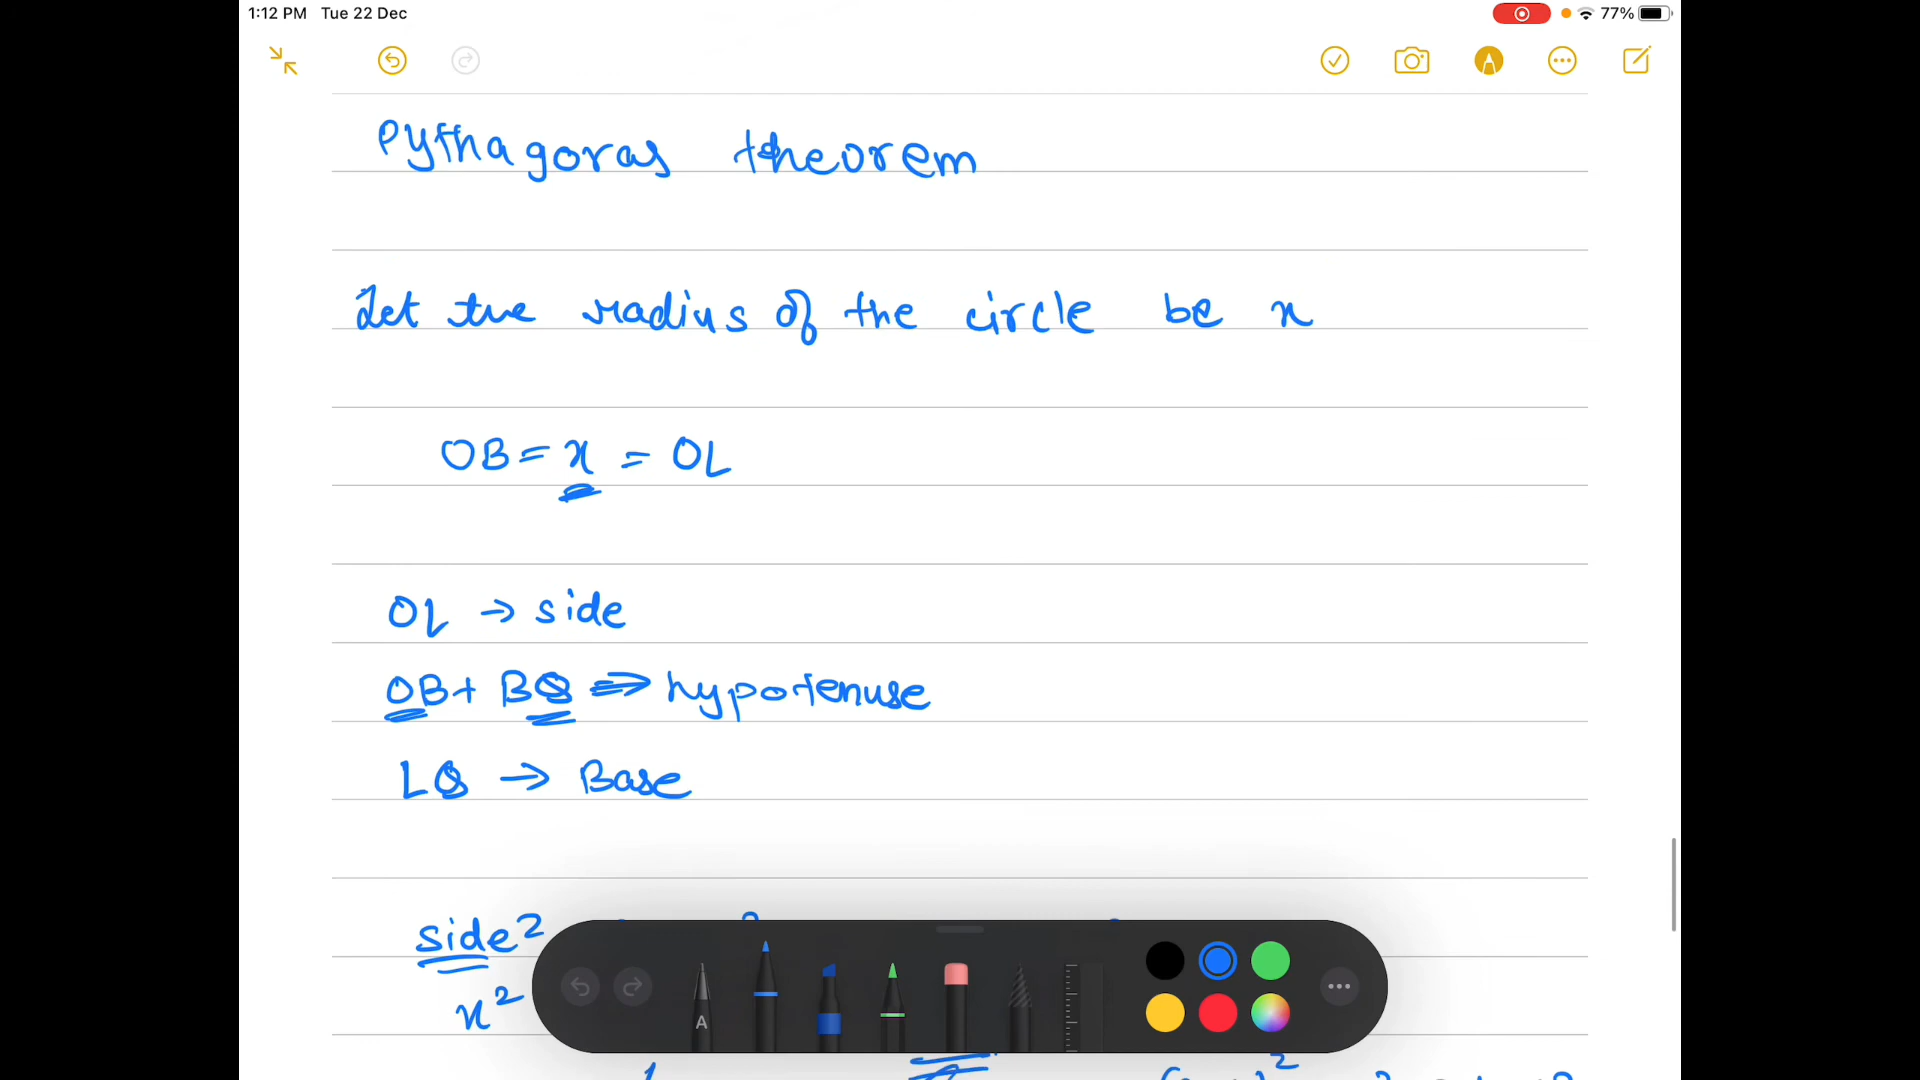 1:12 PM Tue 22 Dec 77%
Pythagoras theorem
Let the radius of the circle be x
OB = x = OL
OL → side
OB + BQ ⇒ hypotenuse
LQ → Base
side²
x²
A